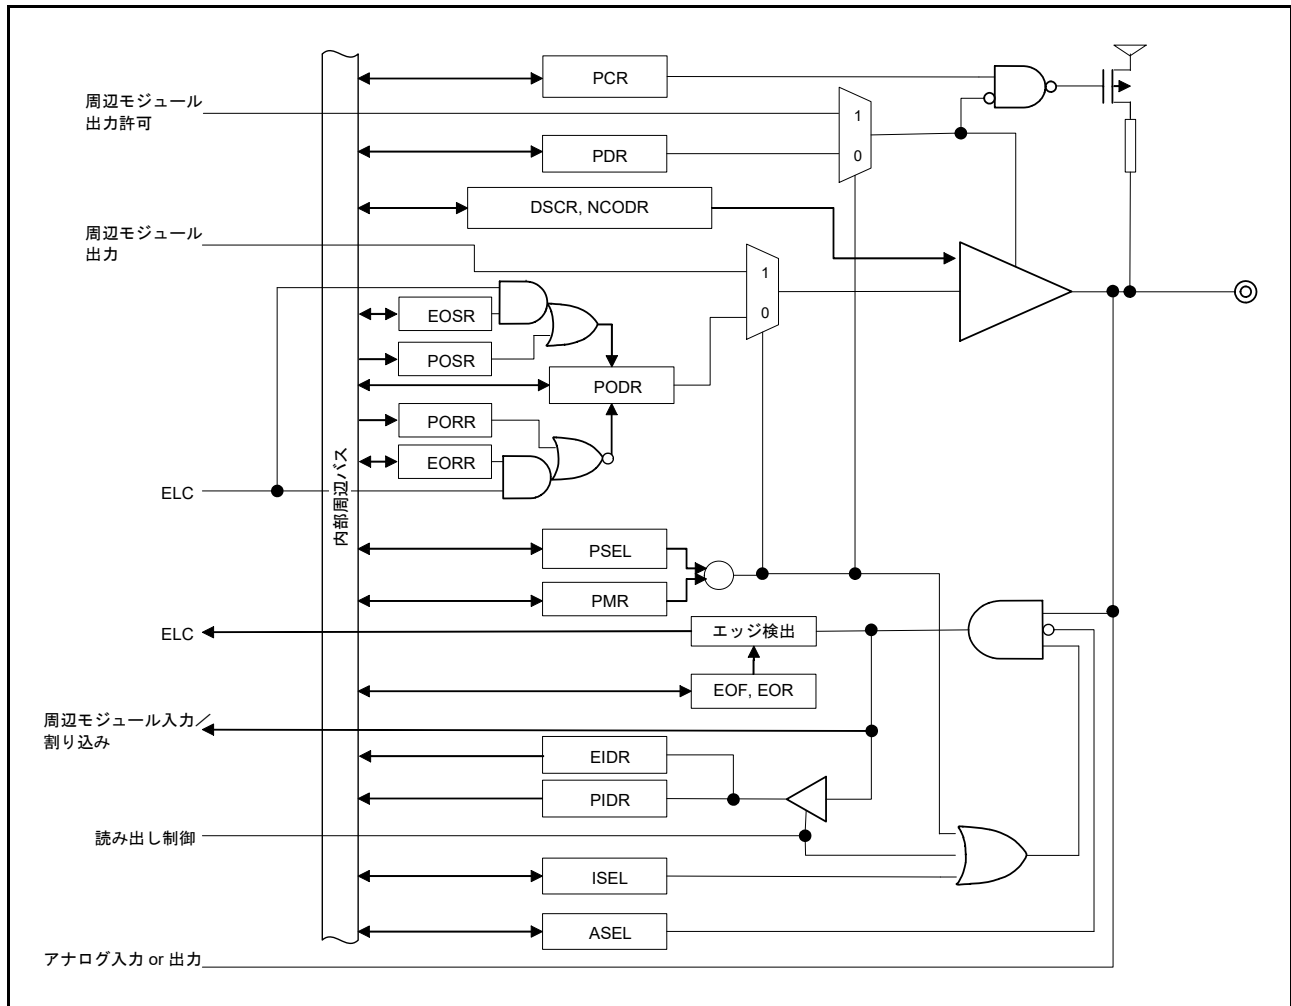 PCR
周辺モジュール
出力許可
1
PDR
0
DSCR, NCODR
周辺モジュール
出力
1
EOSR
0
POSR
PODR
PORR
EORR
内部周辺バス
ELC
PSEL
PMR
ELC
エッジ検出
EOF, EOR
周辺モジュール入力／
割り込み
EIDR
PIDR
読み出し制御
ISEL
ASEL
アナログ入力 or 出力